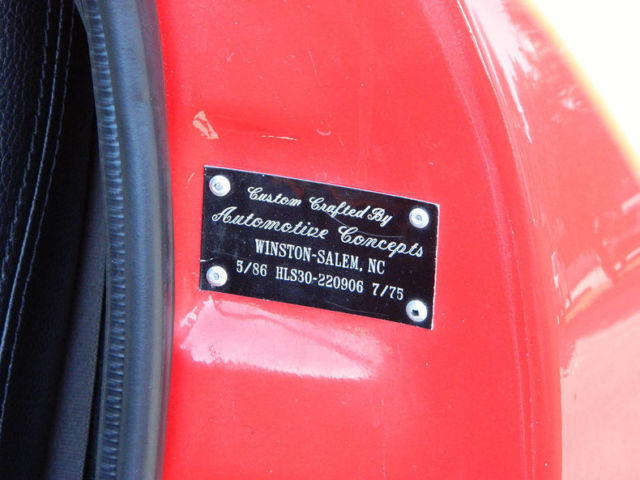 Custom Crafted By
Automotive Concepts
WINSTON-SALEM, NC
5/86 HLS30-220906 7/75